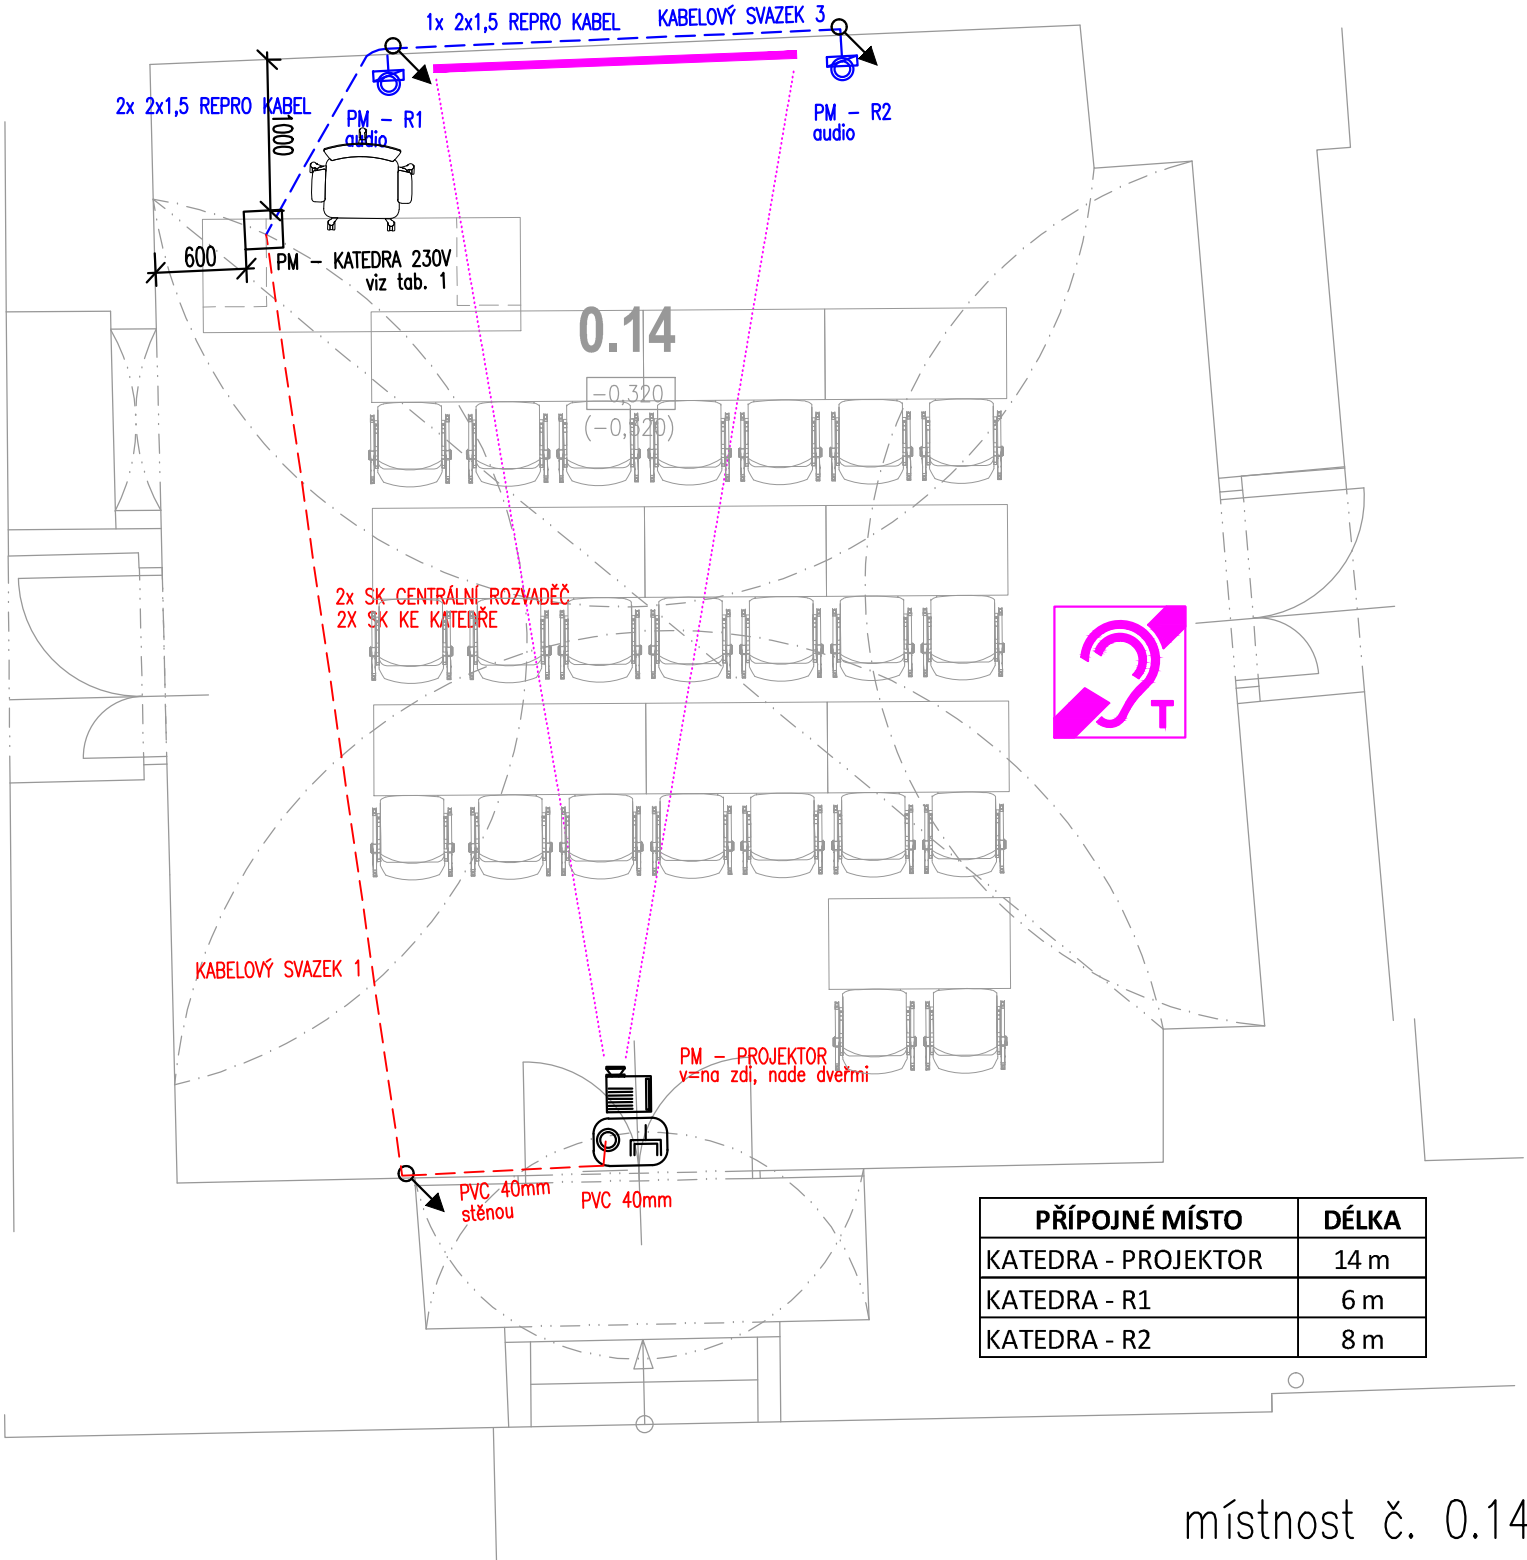 1x 2x1,5 REPRO KABEL
KABELOVÝ SVAZEK 3
2x 2x1,5 REPRO KABEL
1000
PM – R1
audio
PM – R2
audio
600
PM – KATEDRA 230V
viz tab. 1
0.14
–0,320
(–0,320)
2x SK CENTRÁLNÍ ROZVADĚČ
2X SK KE KATEDŘE
T
KABELOVÝ SVAZEK 1
PM – PROJEKTOR
v=na zdi, nade dveřmi
PVC 40mm
stěnou
PVC 40mm
PŘÍPOJNÉ MÍSTO DÉLKA
KATEDRA - PROJEKTOR 14 m
KATEDRA - R1 6 m
KATEDRA - R2 8 m
místnost č. 0.14